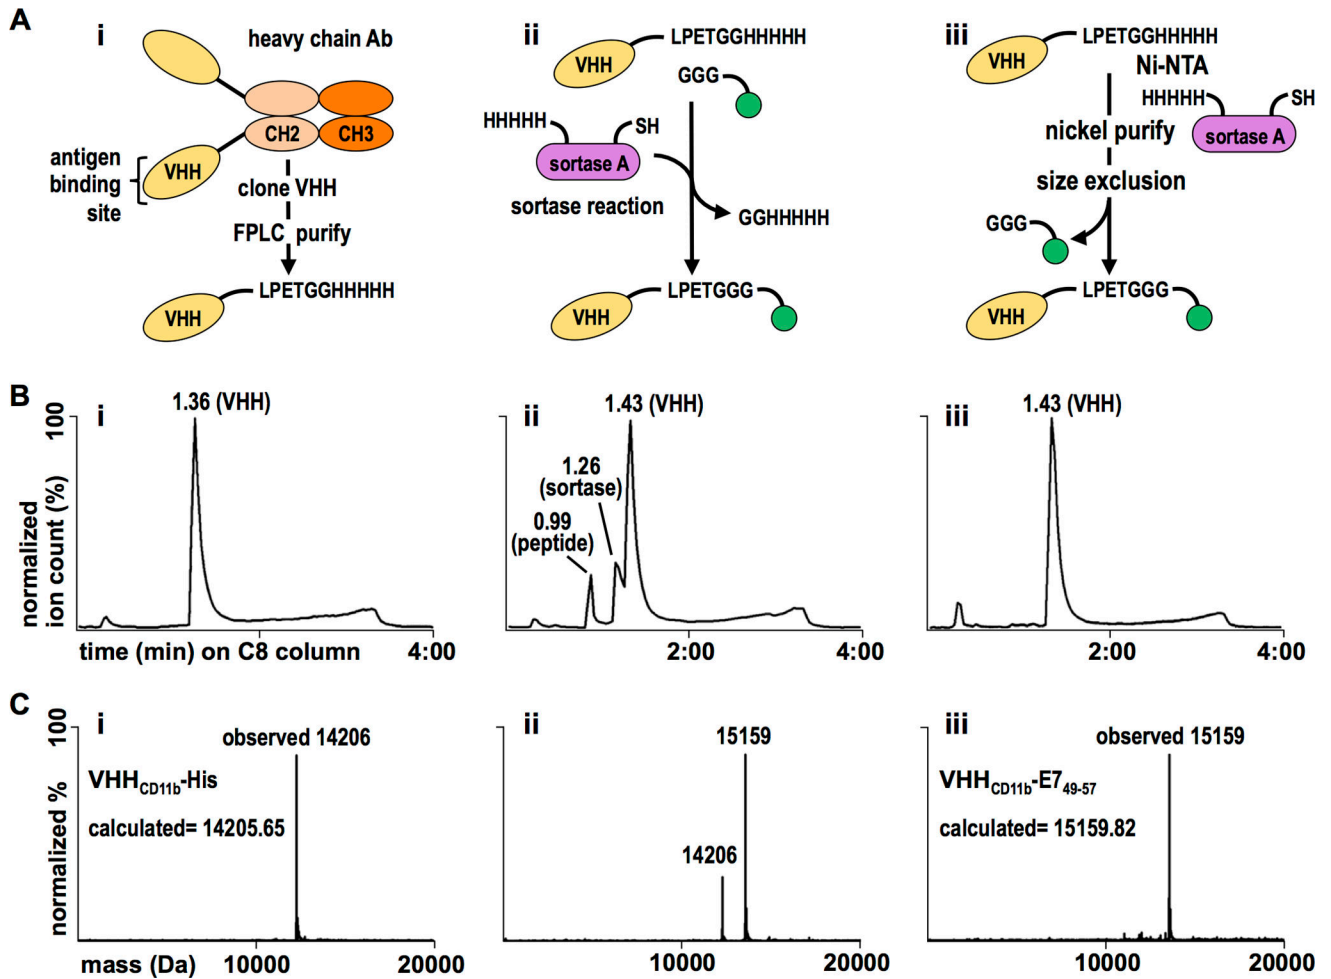 A
i
heavy chain Ab
CH2
CH3
VHH
antigen
binding
site
clone VHH
FPLC purify
LPETGGHHHHH
VHH
ii
LPETGGHHHHH
VHH
GGG
HHHHH
SH
sortase A
sortase reaction
GGHHHHH
LPETGGG
VHH
iii
LPETGGHHHHH
VHH
Ni-NTA
HHHHH
SH
nickel purify
sortase A
size exclusion
GGG
LPETGGG
VHH
B
i
1.36 (VHH)
100
normalized
ion count (%)
time (min) on C8 column
4:00
ii
1.43 (VHH)
1.26
(sortase)
0.99
(peptide)
2:00
4:00
iii
1.43 (VHH)
2:00
4:00
C
i
100
observed 14206
VHHCD11b-His
calculated= 14205.65
normalized %
mass (Da)
10000
20000
ii
15159
14206
10000
20000
iii
observed 15159
VHHCD11b-E749-57
calculated= 15159.82
10000
20000